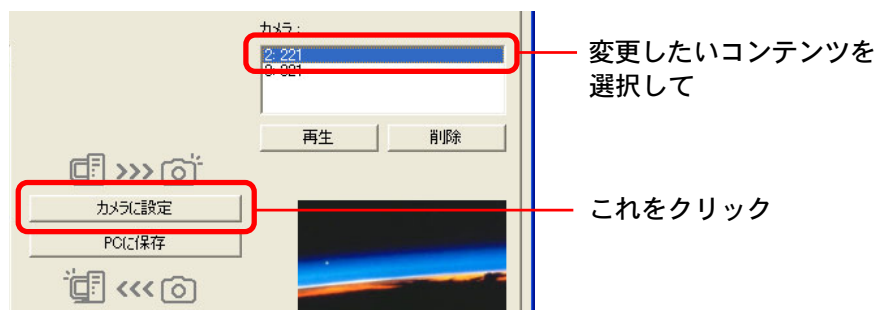 カメラ :
2: 221
3: 321
変更したいコンテンツを
選択して
再生
削除
カメラに設定
これをクリック
PCに保存